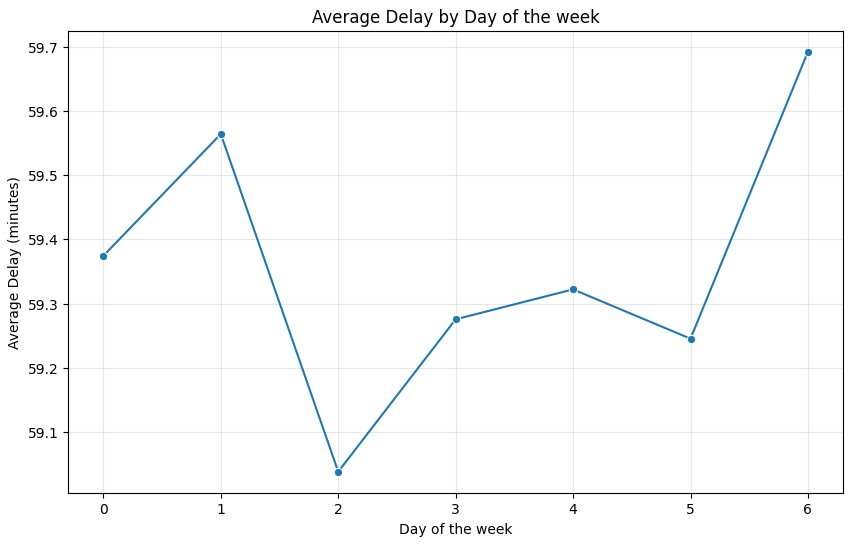 Average Delay by Day of the week
59.7
59.6
59.5
59.4
59.3
59.2
59.1
Average Delay (minutes)
0 1 2 3 4 5 6
Day of the week